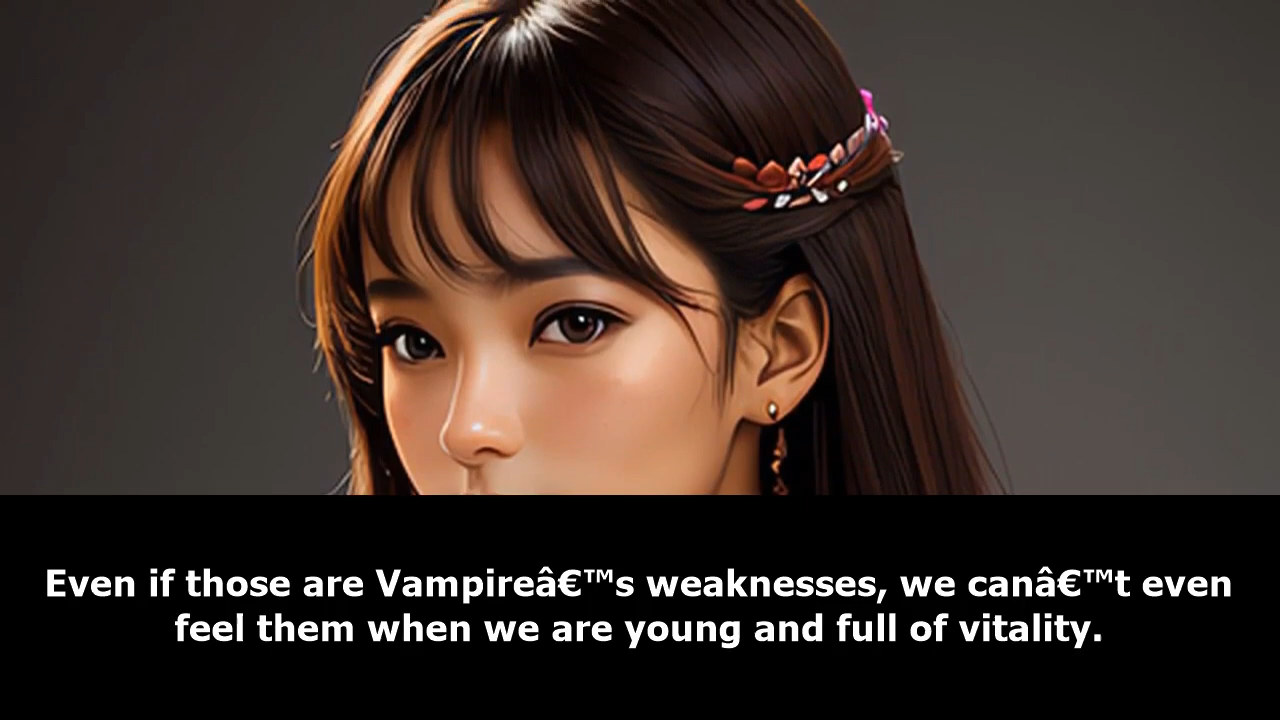 Even if those are Vampireâ€™s weaknesses, we canâ€™t even
feel them when we are young and full of vitality.